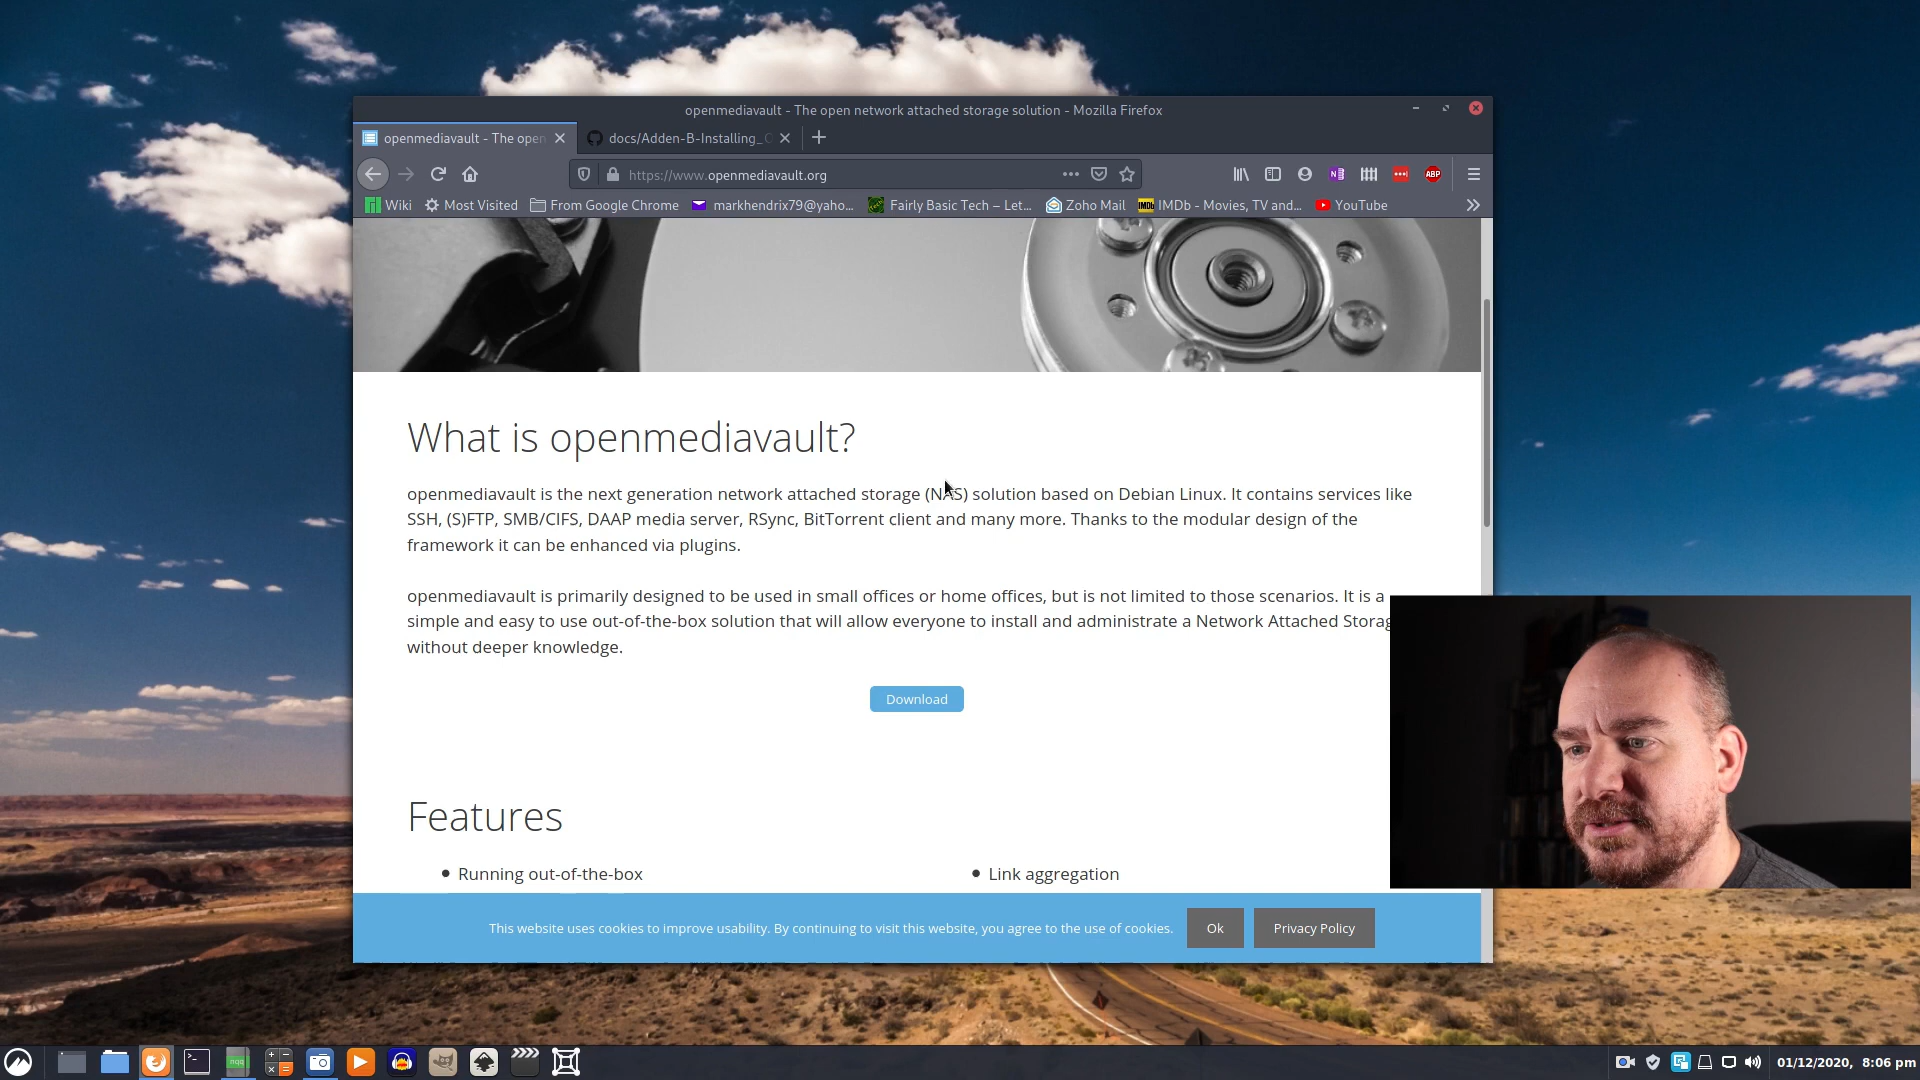 openmediavault - The open network attached storage solution - Mozilla Firefox
openmediavault - The open
docs/Adden-B-Installing_
https://www.openmediavault.org
N
ABP
Wiki
Most Visited
From Google Chrome
markhendrix79@yaho...
Fairly Basic Tech – Let...
Zoho Mail
IMDb
IMDb - Movies, TV and...
YouTube
What is openmediavault?
openmediavault is the next generation network attached storage (NAS) solution based on Debian Linux. It contains services like
SSH, (S)FTP, SMB/CIFS, DAAP media server, RSync, BitTorrent client and many more. Thanks to the modular design of the
framework it can be enhanced via plugins.
openmediavault is primarily designed to be used in small offices or home offices, but is not limited to those scenarios. It is a
simple and easy to use out-of-the-box solution that will allow everyone to install and administrate a Network Attached Storag
without deeper knowledge.
Download
Features
• Running out-of-the-box
• Link aggregation
This website uses cookies to improve usability. By continuing to visit this website, you agree to the use of cookies.
Ok
Privacy Policy
nqq
01/12/2020, 8:06 pm